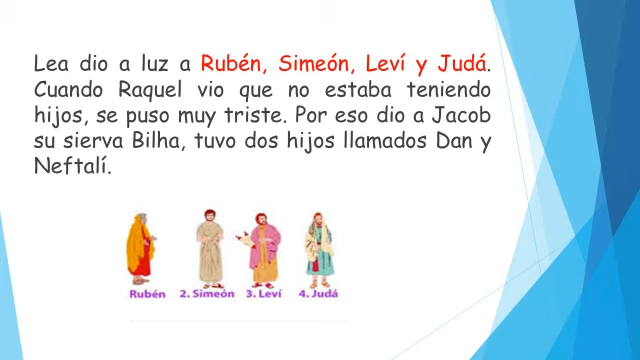 Lea dio a luz a Rubén, Simeón, Leví y Judá.
Cuando Raquel vio que no estaba teniendo
hijos, se puso muy triste. Por eso dio a Jacob
su sierva Bilha, tuvo dos hijos llamados Dan y
Neftalí.
Rubén 2. Simeón 3. Leví 4. Judá